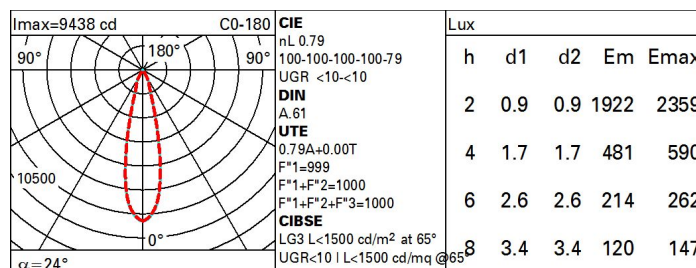 Imax=9438 cd C0-180
90° 180° 90°
10500
0°
α=24°
CIE
nL 0.79
100-100-100-100-79
UGR <10-<10
DIN
A.61
UTE
0.79A+0.00T
F"1=999
F"1+F"2=1000
F"1+F"2+F"3=1000
CIBSE
LG3 L<1500 cd/m² at 65°
UGR<10 | L<1500 cd/mq @65°
Lux
h d1 d2 Em Emax
2 0.9 0.9 1922 2359
4 1.7 1.7 481 590
6 2.6 2.6 214 262
8 3.4 3.4 120 147